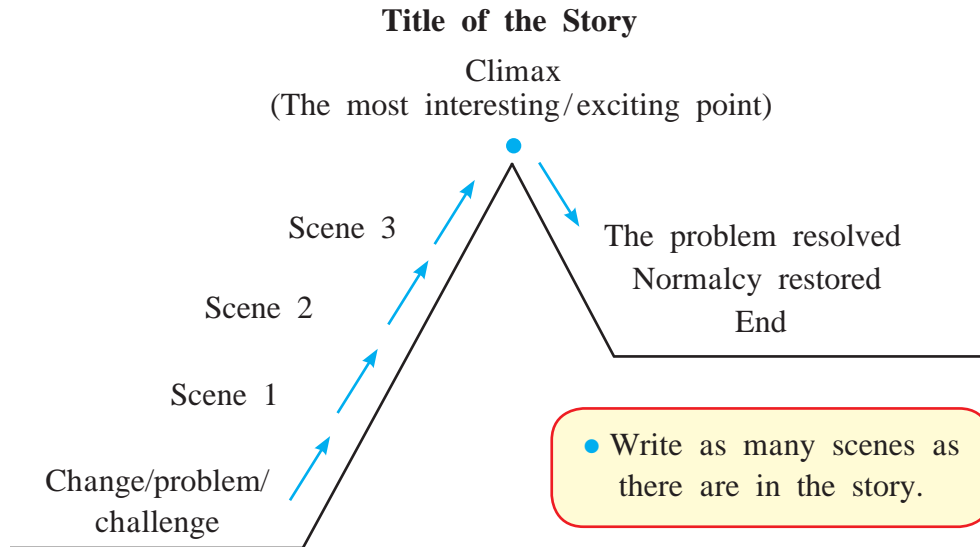 Title of the Story
Climax
(The most interesting/exciting point)
Scene 3
The problem resolved
Normalcy restored
End
Scene 2
Scene 1
Change/problem/
challenge
• Write as many scenes as
there are in the story.